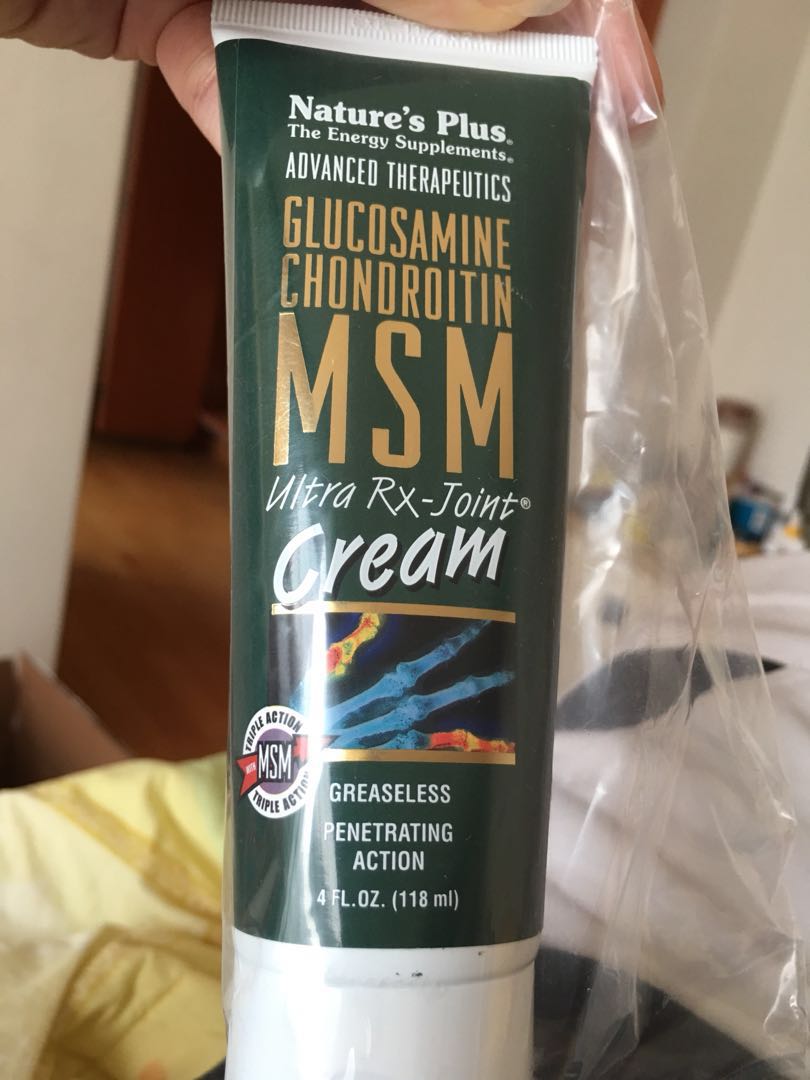 Nature's Plus®
The Energy Supplements®
ADVANCED THERAPEUTICS
GLUCOSAMINE
CHONDROITIN
MSM
Ultra Rx-Joint®
Cream
TRIPLE ACTION
WITH
MSM
TRIPLE ACTION
GREASELESS
PENETRATING
ACTION
4 FL.OZ. (118 ml)